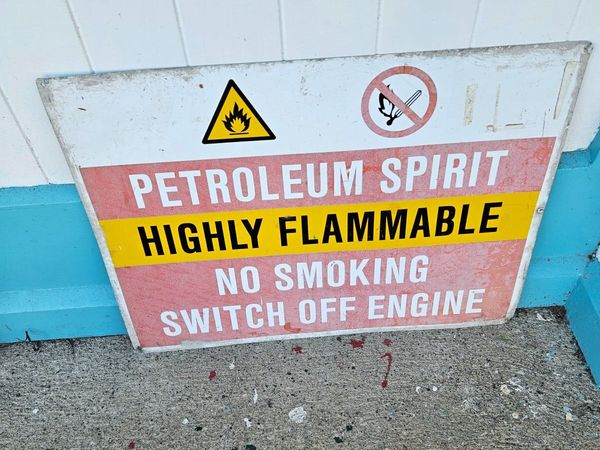 PETROLEUM SPIRIT
HIGHLY FLAMMABLE
NO SMOKING
SWITCH OFF ENGINE